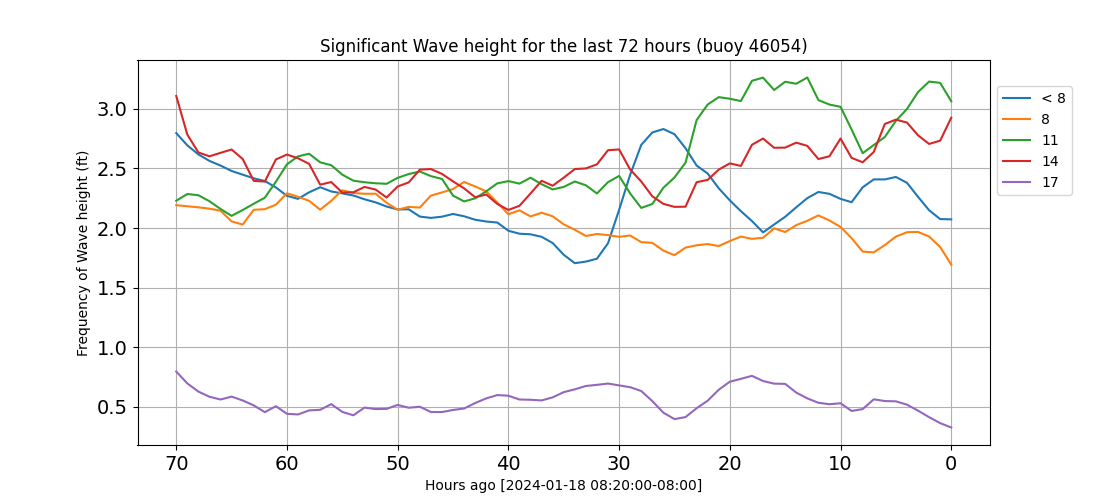 Significant Wave height for the last 72 hours (buoy 46054)
Frequency of Wave height (ft)
3.0
2.5
2.0
1.5
1.0
0.5
70 60 50 40 30 20 10 0
Hours ago [2024-01-18 08:20:00-08:00]
< 8
8
11
14
17